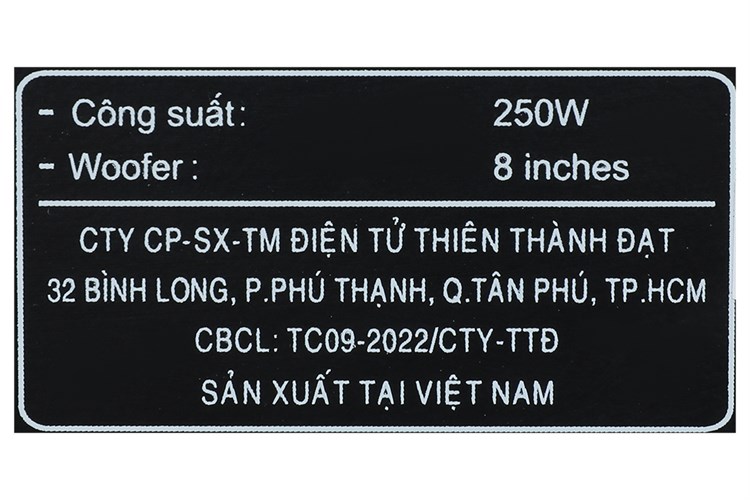 - Công suất: 250W
- Woofer : 8 inches
CTY CP-SX-TM ĐIỆN TỬ THIÊN THÀNH ĐẠT
32 BÌNH LONG, P.PHÚ THẠNH, Q.TÂN PHÚ, TP.HCM
CBCL: TC09-2022/CTY-TTĐ
SẢN XUẤT TẠI VIỆT NAM